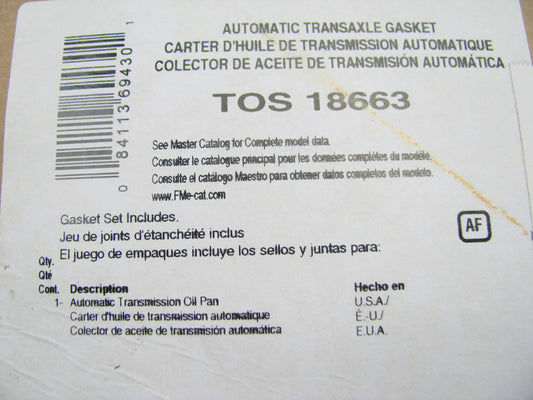 AUTOMATIC TRANSAXLE GASKET
CARTER D'HUILE DE TRANSMISSION AUTOMATIQUE
COLECTOR DE ACEITE DE TRANSMISIÓN AUTOMÁTICA
TOS 18663
0 84113 69430 1
See Master Catalog for Complete model data.
Consulter le catalogue principal pour les données complètes du modèle.
Consulte el catálogo Maestro para obtener datos completos del modelo.
www.FMe-cat.com
Gasket Set Includes.
Jeu de joints d'étanchéité inclus
El juego de empaques incluye los sellos y juntas para:
AF
Qty.
Qté
Cont. Description Hecho en
1- Automatic Transmission Oil Pan U.S.A./
Carter d'huile de transmission automatique É.-U./
Colector de aceite de transmisión automática E.U.A.